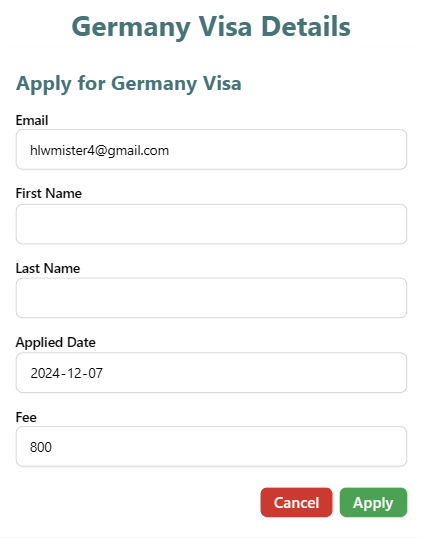 Germany Visa Details
Apply for Germany Visa
Email
hlwmister4@gmail.com
First Name
Last Name
Applied Date
2024-12-07
Fee
800
Cancel Apply